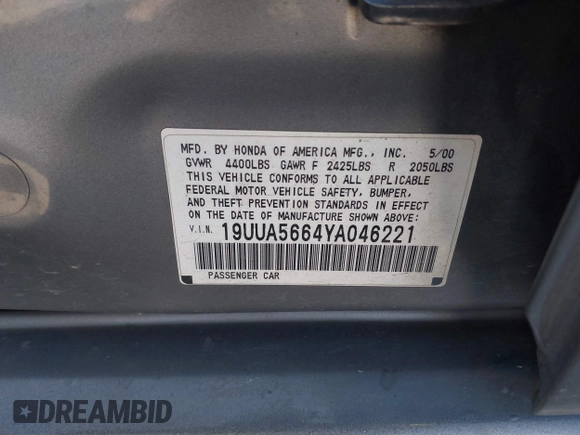 MFD. BY HONDA OF AMERICA MFG., INC. 5/00
GVWR 4400LBS GAWR F 2425LBS R 2050LBS
THIS VEHICLE CONFORMS TO ALL APPLICABLE
FEDERAL MOTOR VEHICLE SAFETY, BUMPER,
AND THEFT PREVENTION STANDARDS IN EFFECT
ON THE DATE OF MANUFACTURE SHOWN ABOVE:
V.I.N. 19UUA5664YA046221
PASSENGER CAR
DREAMBID